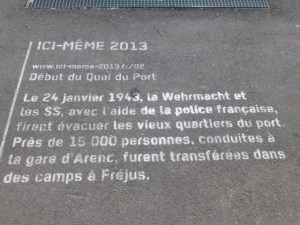 ICI-MÊME 2013
www.ici-meme-2013.fr/02
Début du Quai du Port
Le 24 janvier 1943, la Wehrmacht et
les SS, avec l'aide de la police française,
firent évacuer les vieux quartiers du port.
Près de 15 000 personnes, conduites à
la gare d'Arenc, furent transférées dans
des camps à Fréjus.